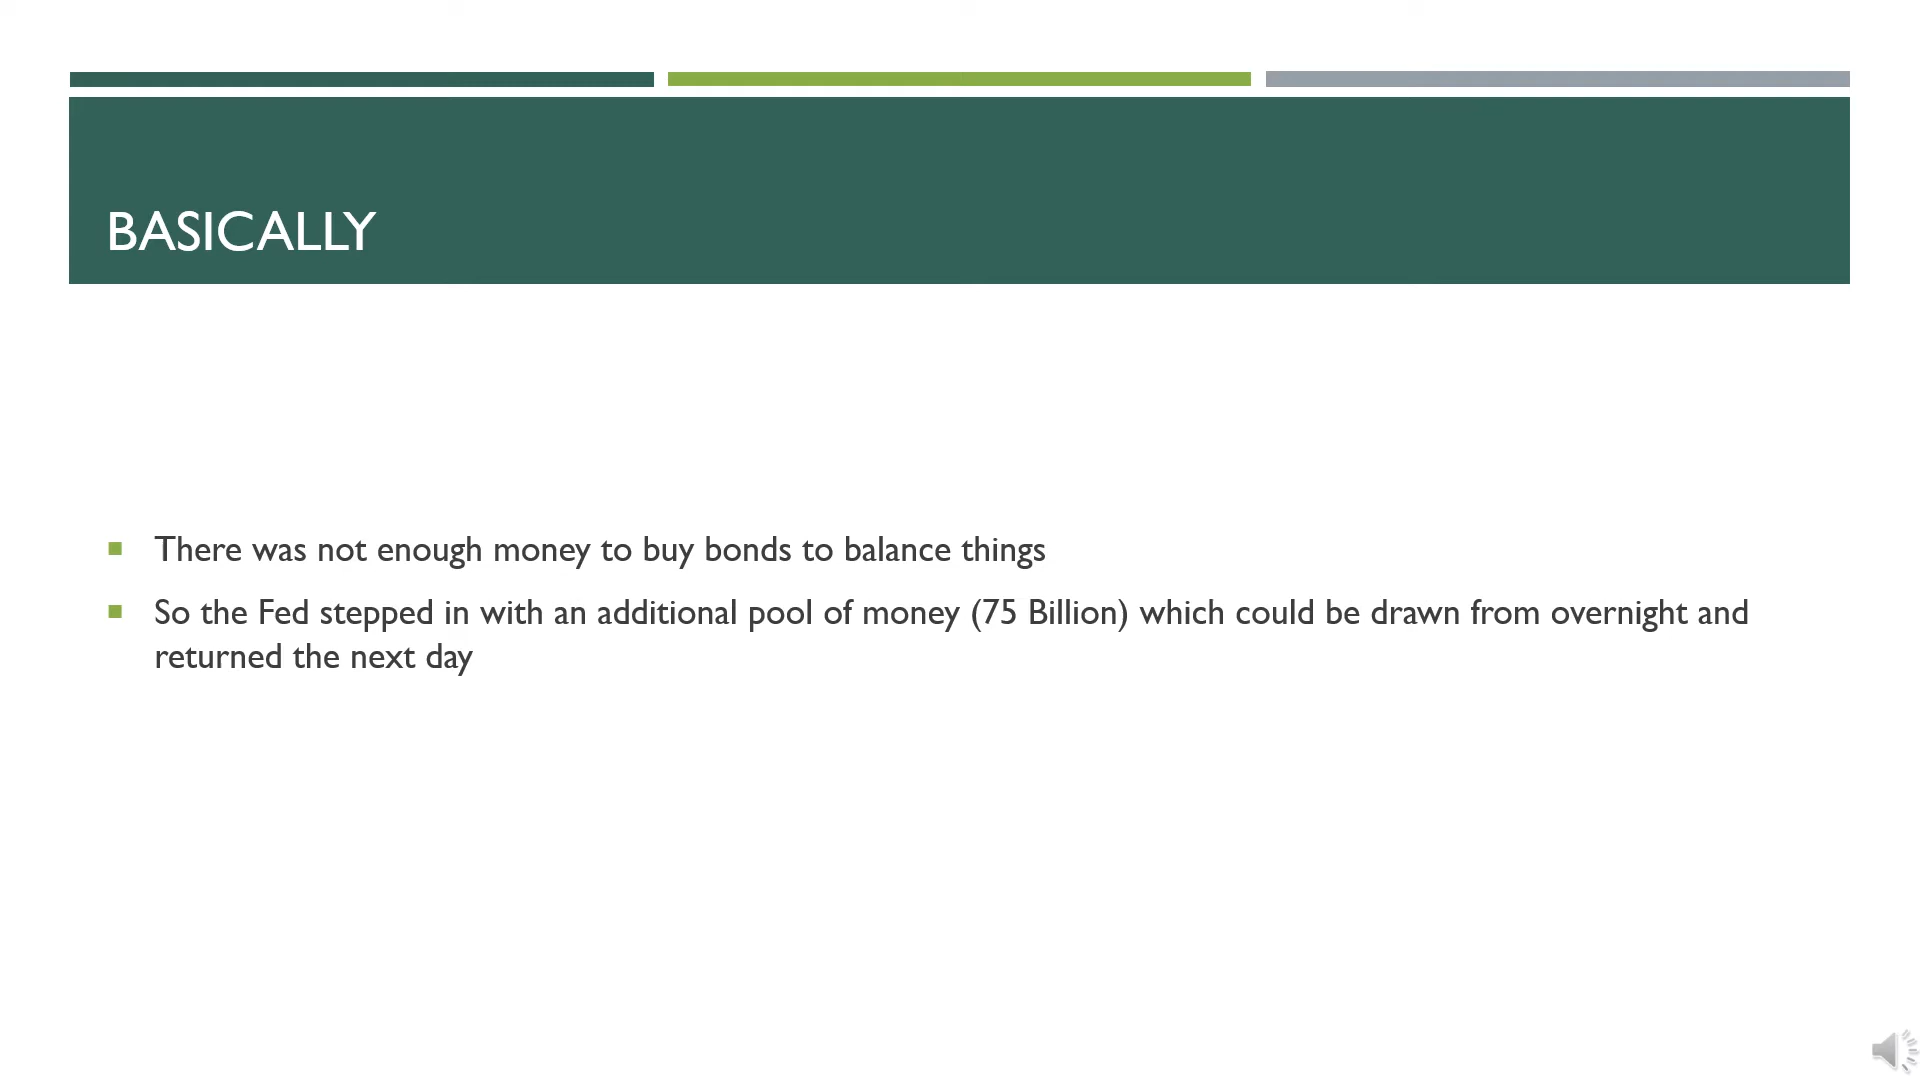 BASICALLY
There was not enough money to buy bonds to balance things
So the Fed stepped in with an additional pool of money (75 Billion) which could be drawn from overnight and
returned the next day